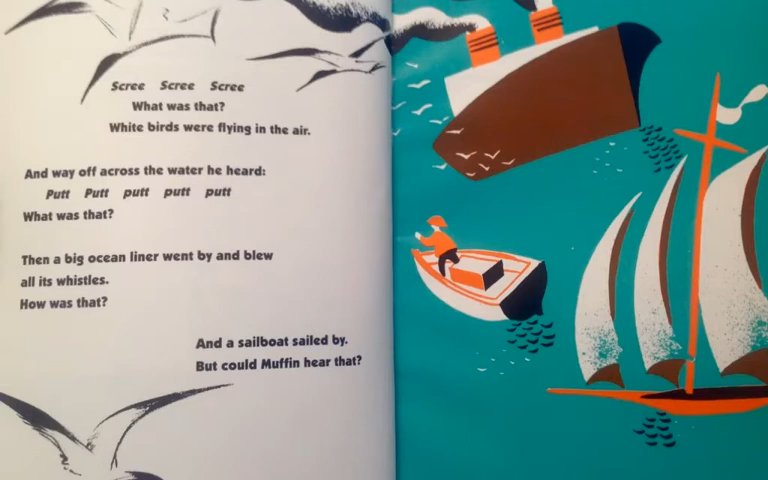 Scree Scree Scree
What was that?
White birds were flying in the air.
And way off across the water he heard:
Putt Putt putt putt putt
What was that?
Then a big ocean liner went by and blew
all its whistles.
How was that?
And a sailboat sailed by.
But could Muffin hear that?